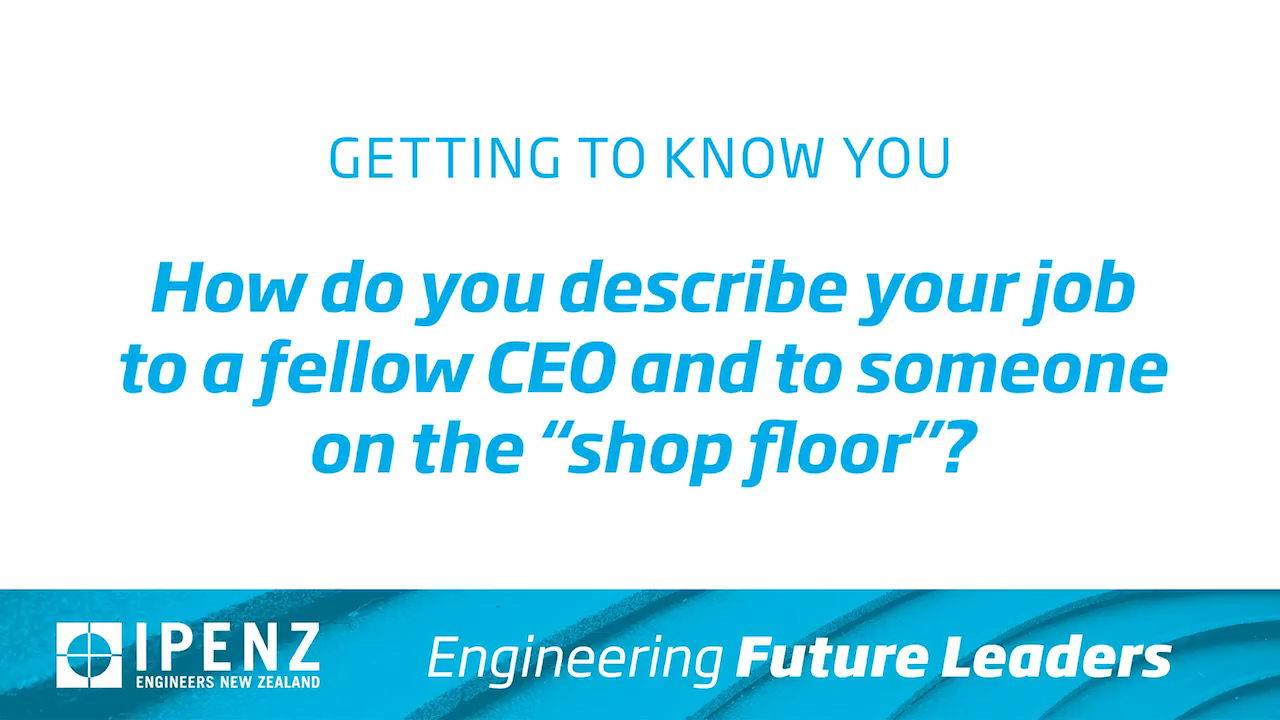 GETTING TO KNOW YOU
How do you describe your job
to a fellow CEO and to someone
on the “shop floor”?
IPENZ
ENGINEERS NEW ZEALAND
Engineering Future Leaders